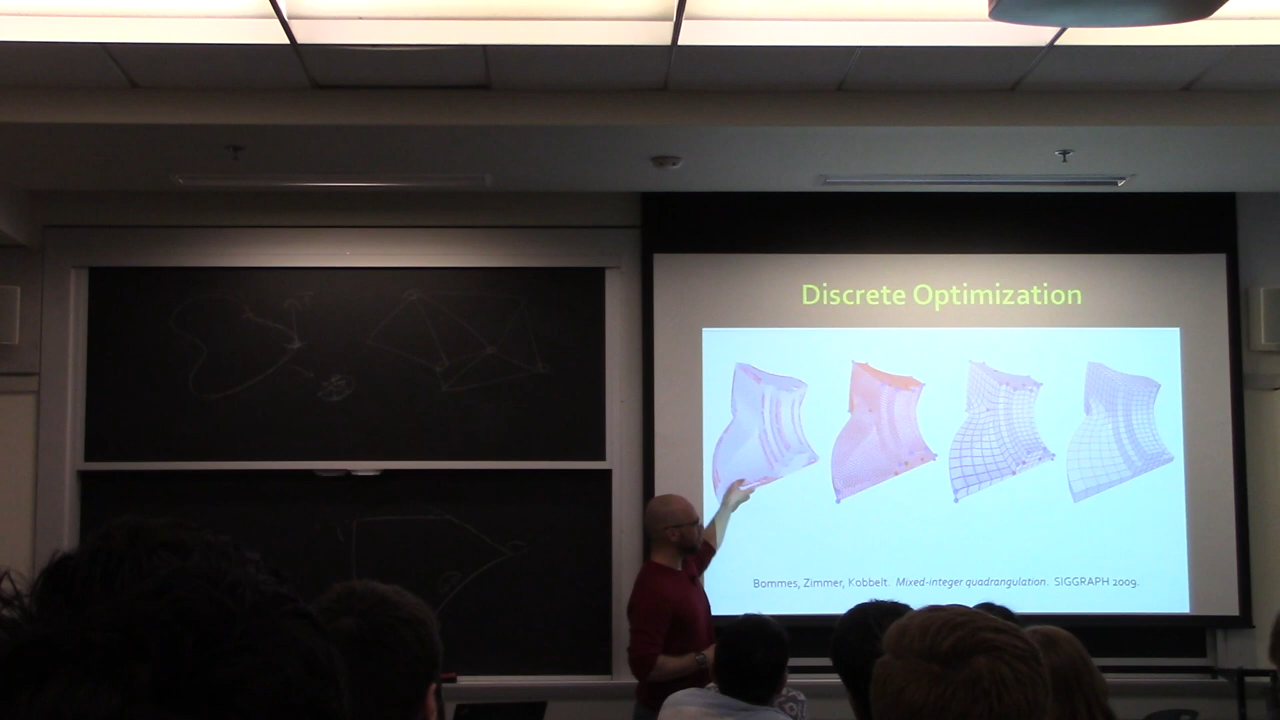 Discrete Optimization
Bommes, Zimmer, Kobbelt. Mixed-integer quadrangulation. SIGGRAPH 2009.